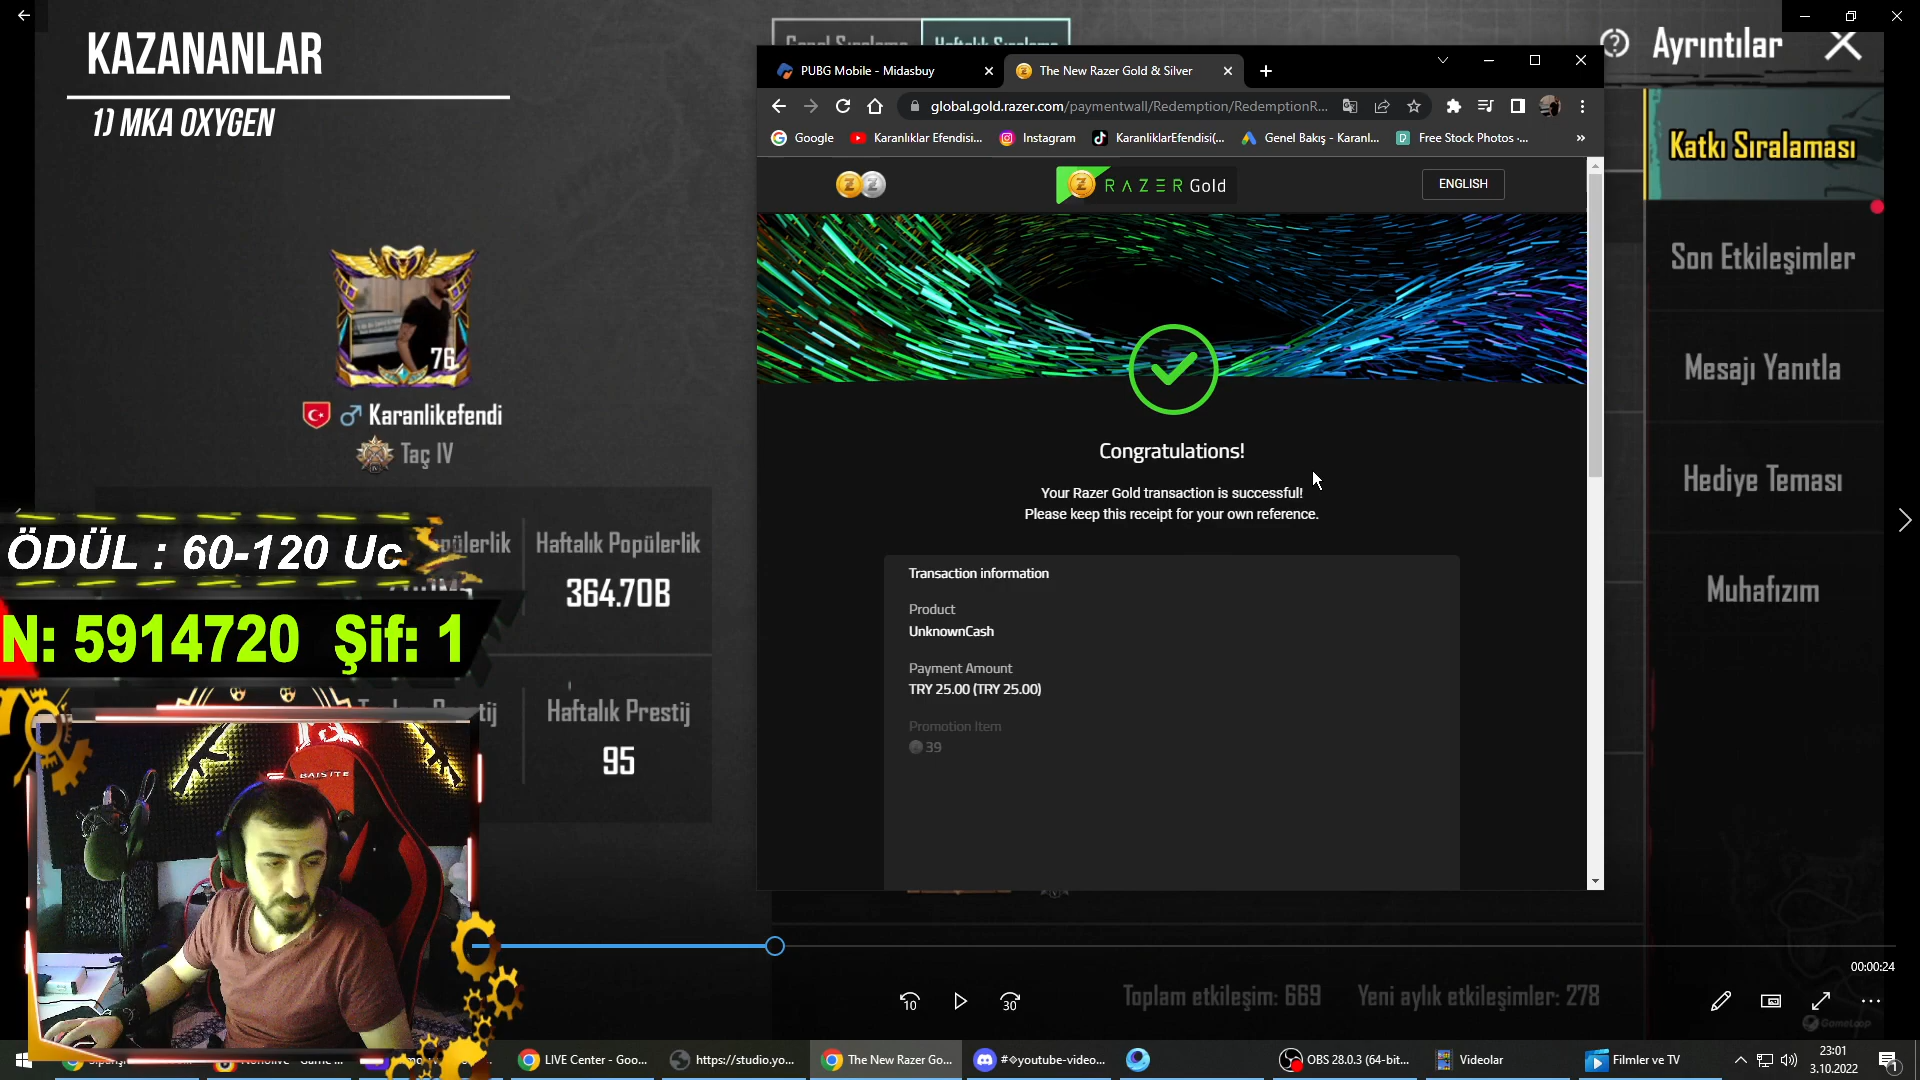 KAZANANLAR
1) MKA OXYGEN
Ayrıntılar
PUBG Mobile - Midasbuy
The New Razer Gold & Silver
global.gold.razer.com/paymentwall/Redemption/RedemptionR...
Google
Karanlıklar Efendisi...
Instagram
KaranliklarEfendisi(...
Genel Bakış - Karanl...
Free Stock Photos -...
»
RAZER Gold
ENGLISH
Katkı Sıralaması
Son Etkileşimler
Mesajı Yanıtla
Hediye Teması
Muhafızım
76
Karanlikefendi
Taç IV
Congratulations!
Your Razer Gold transaction is successful!
Please keep this receipt for your own reference.
Transaction information
Product
UnknownCash
Payment Amount
TRY 25.00 (TRY 25.00)
Promotion Item
39
ÖDÜL : 60-120 Uc
Haftalık Popülerlik
364.70B
N: 5914720 Şif: 1
Haftalık Prestij
95
BAISITE
00:00:24
10
30
Toplam etkileşim: 669
Yeni aylık etkileşimler: 278
GameLoop
LIVE Center - Goo...
https://studio.yo...
The New Razer Go...
#youtube-video...
OBS 28.0.3 (64-bit...
Videolar
Filmler ve TV
23:01
3.10.2022
1